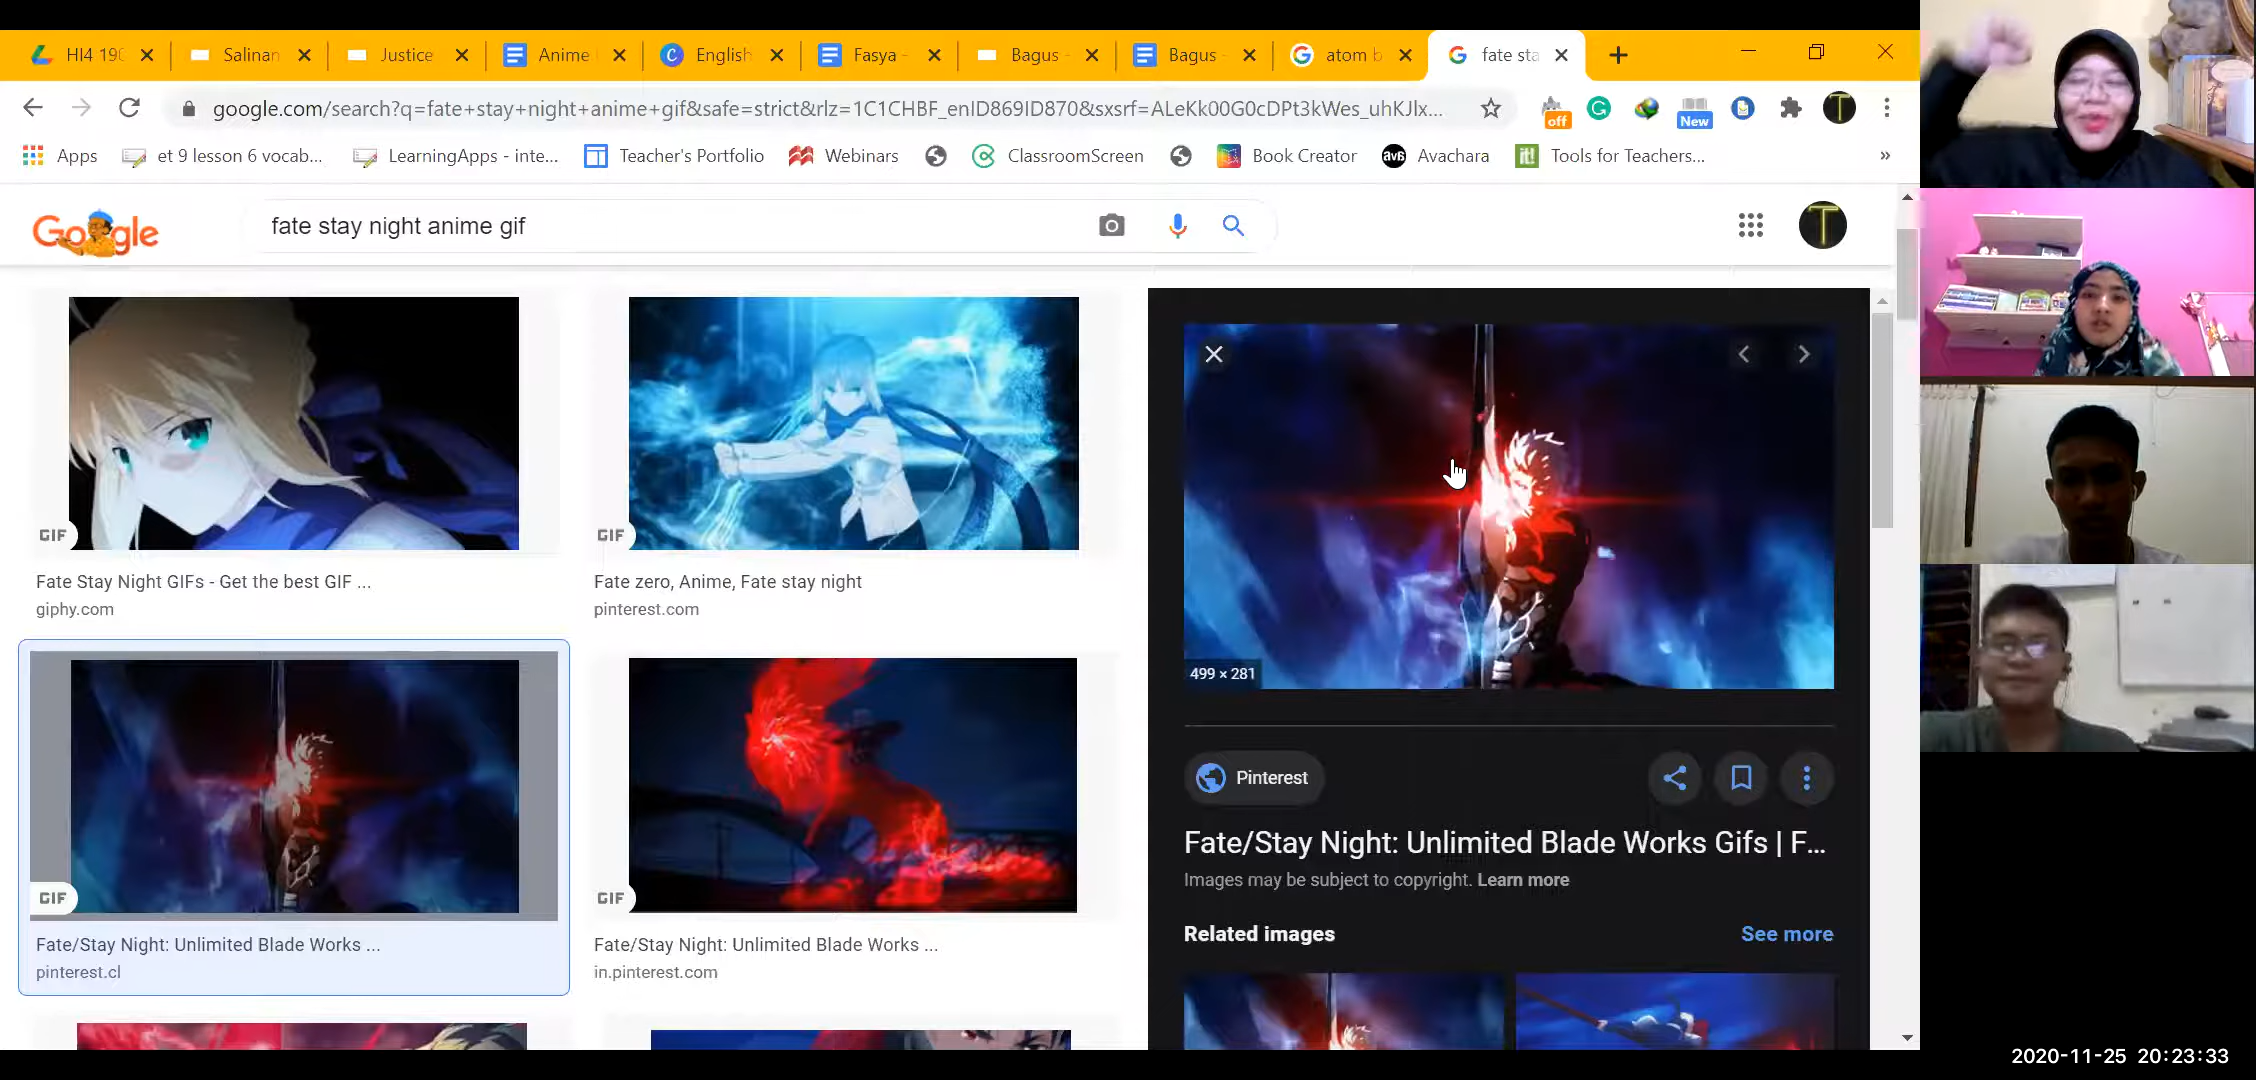 HI4 190
Salinan
Justice
Anime
English
Fasya -
Bagus -
Bagus -
atom b
fate sta
google.com/search?q=fate+stay+night+anime+gif&safe=strict&rlz=1C1CHBF_enID869ID870&sxsrf=ALeKk00G0cDPt3kWes_uhKJlx...
off
New
T
Apps
et 9 lesson 6 vocab...
LearningApps - inte...
Teacher's Portfolio
Webinars
ClassroomScreen
Book Creator
ava
Avachara
it!
Tools for Teachers...
»
Google
fate stay night anime gif
T
GIF
GIF
Fate Stay Night GIFs - Get the best GIF ...
giphy.com
Fate zero, Anime, Fate stay night
pinterest.com
GIF
GIF
Fate/Stay Night: Unlimited Blade Works ...
pinterest.cl
Fate/Stay Night: Unlimited Blade Works ...
in.pinterest.com
499 × 281
Pinterest
Fate/Stay Night: Unlimited Blade Works Gifs | F...
Images may be subject to copyright. Learn more
Related images
See more
2020-11-25 20:23:33